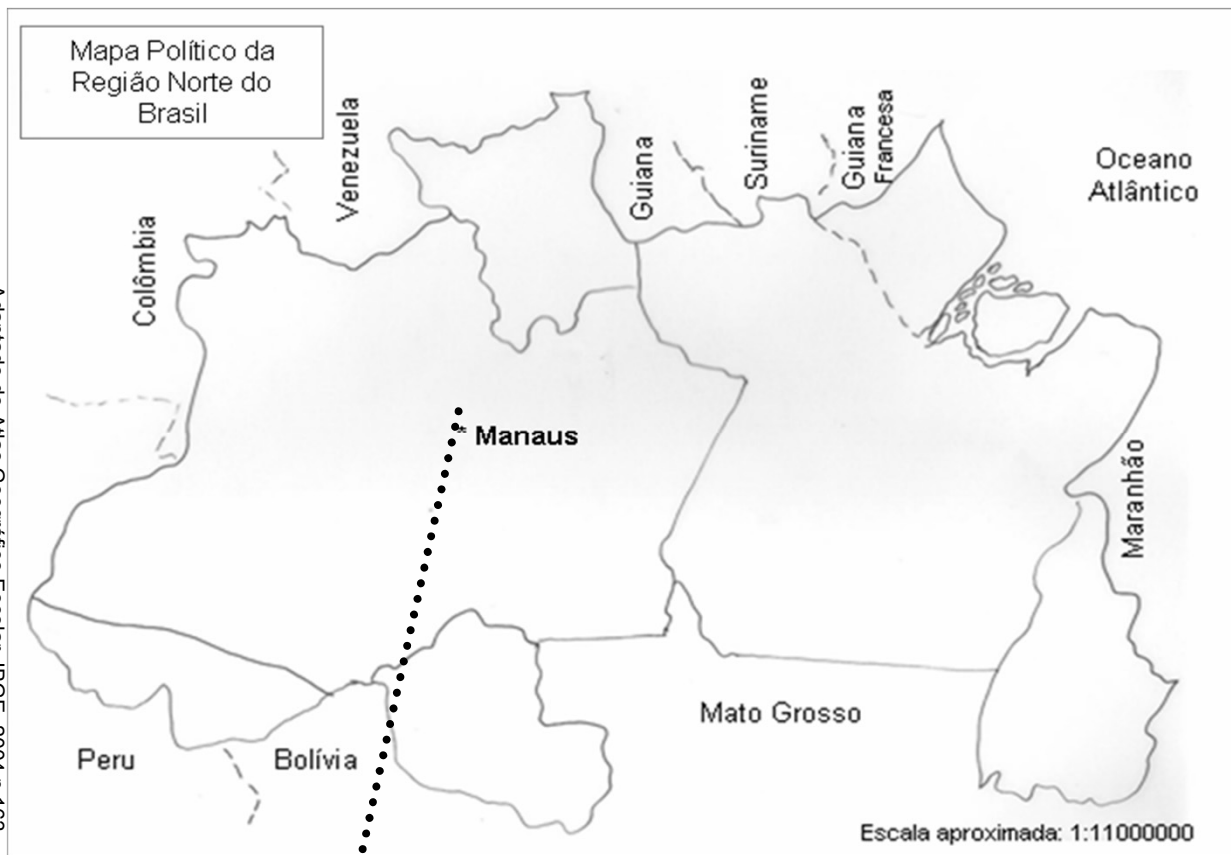 Mapa Político da
Região Norte do
Brasil
Venezuela
Colômbia
Guiana
Suriname
Guiana
Francesa
Oceano
Atlântico
* Manaus
Maranhão
Mato Grosso
Peru
Bolívia
Escala aproximada: 1:11000000